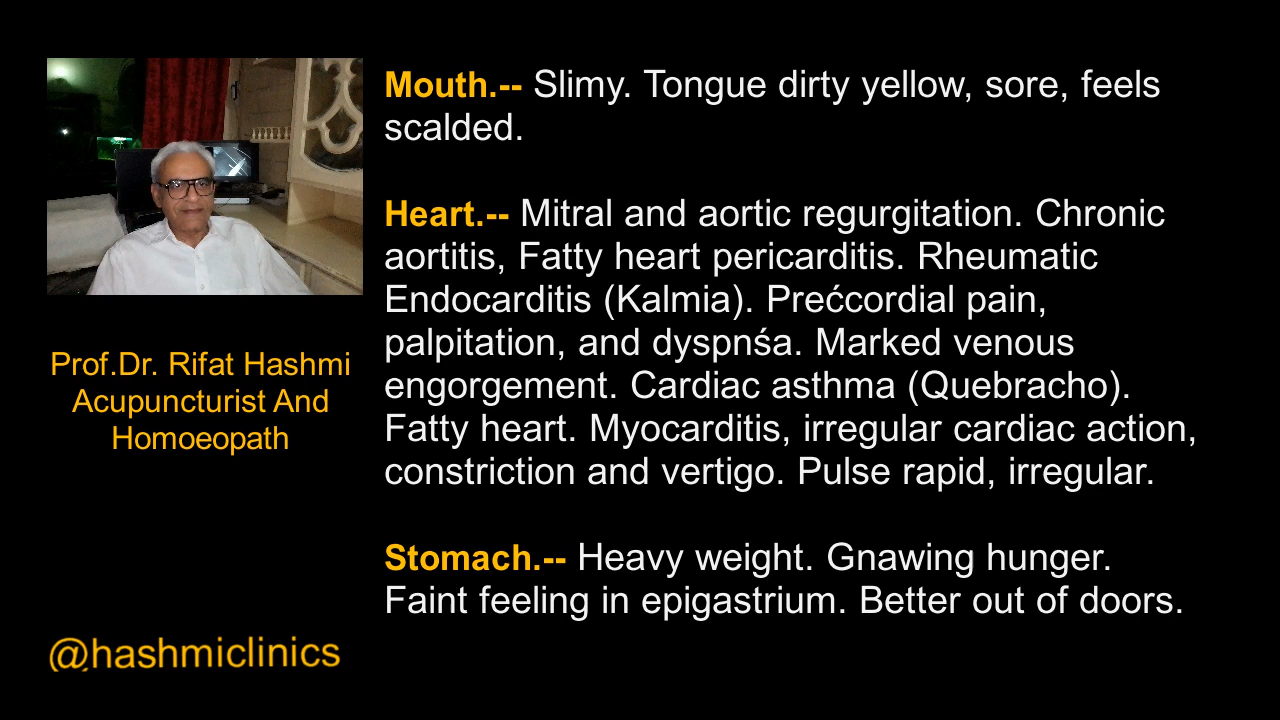 Mouth.-- Slimy. Tongue dirty yellow, sore, feels
scalded.
Heart.-- Mitral and aortic regurgitation. Chronic
aortitis, Fatty heart pericarditis. Rheumatic
Endocarditis (Kalmia). Prećcordial pain,
palpitation, and dyspnśa. Marked venous
engorgement. Cardiac asthma (Quebracho).
Fatty heart. Myocarditis, irregular cardiac action,
constriction and vertigo. Pulse rapid, irregular.
Stomach.-- Heavy weight. Gnawing hunger.
Faint feeling in epigastrium. Better out of doors.
Prof.Dr. Rifat Hashmi
Acupuncturist And
Homoeopath
@hashmiclinics